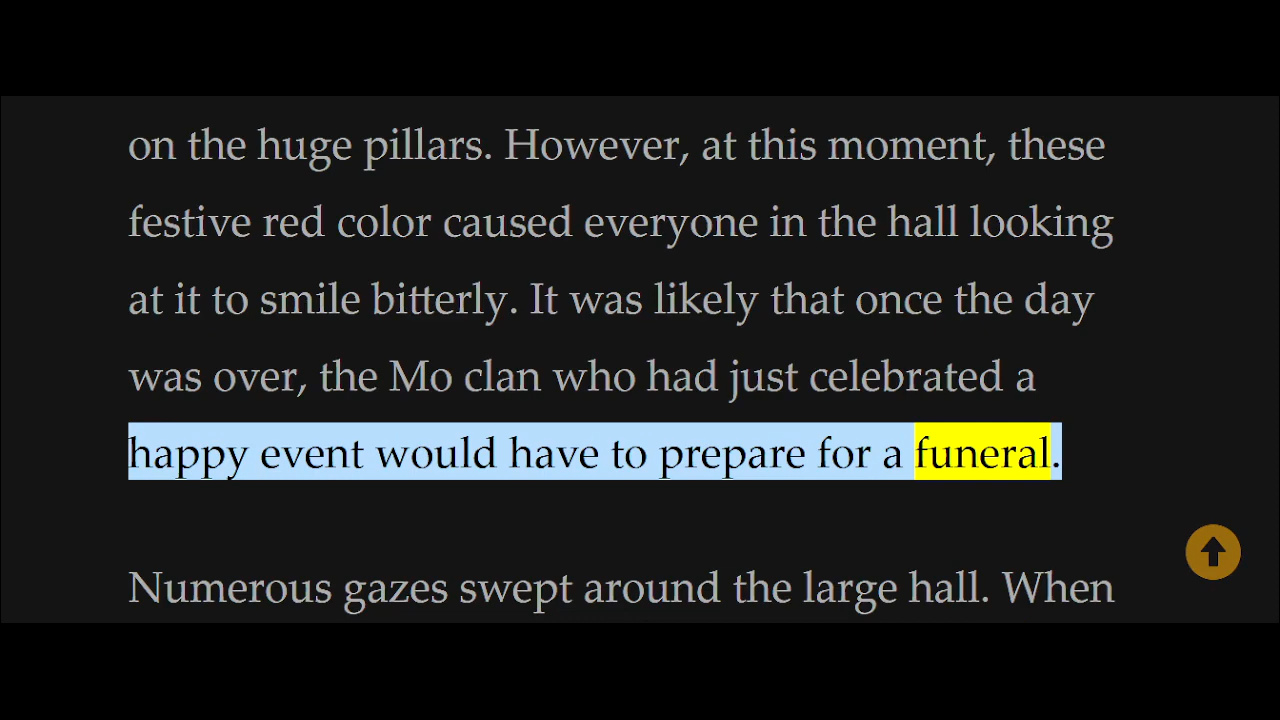 on the huge pillars. However, at this moment, these
festive red color caused everyone in the hall looking
at it to smile bitterly. It was likely that once the day
was over, the Mo clan who had just celebrated a
happy event would have to prepare for a funeral.
Numerous gazes swept around the large hall. When